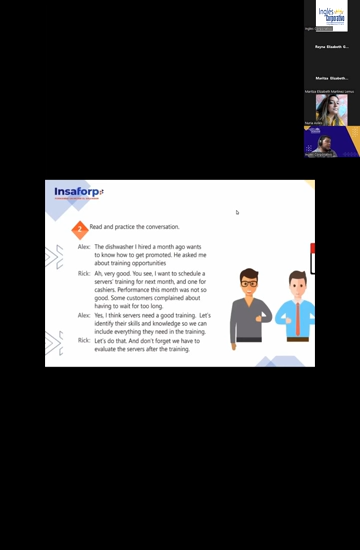 Inglés
Corporativo
Reyna Elizabeth G...
Maritza Elizabeth...
Maritza Elizabeth Martínez Lemus
Insaforp
2
Read and practice the conversation.
Alex: The dishwasher I hired a month ago wants
to know how to get promoted. He asked me
about training opportunities
Rick: Ah, very good. You see, I want to schedule a
servers' training for next month, and one for
cashiers. Performance this month was not so
good. Some customers complained about
having to wait for too long.
Alex: Yes, I think servers need a good training. Let's
identify their skills and knowledge so we can
include everything they need in the training.
Rick: Let's do that. And don't forget we have to
evaluate the servers after the training.